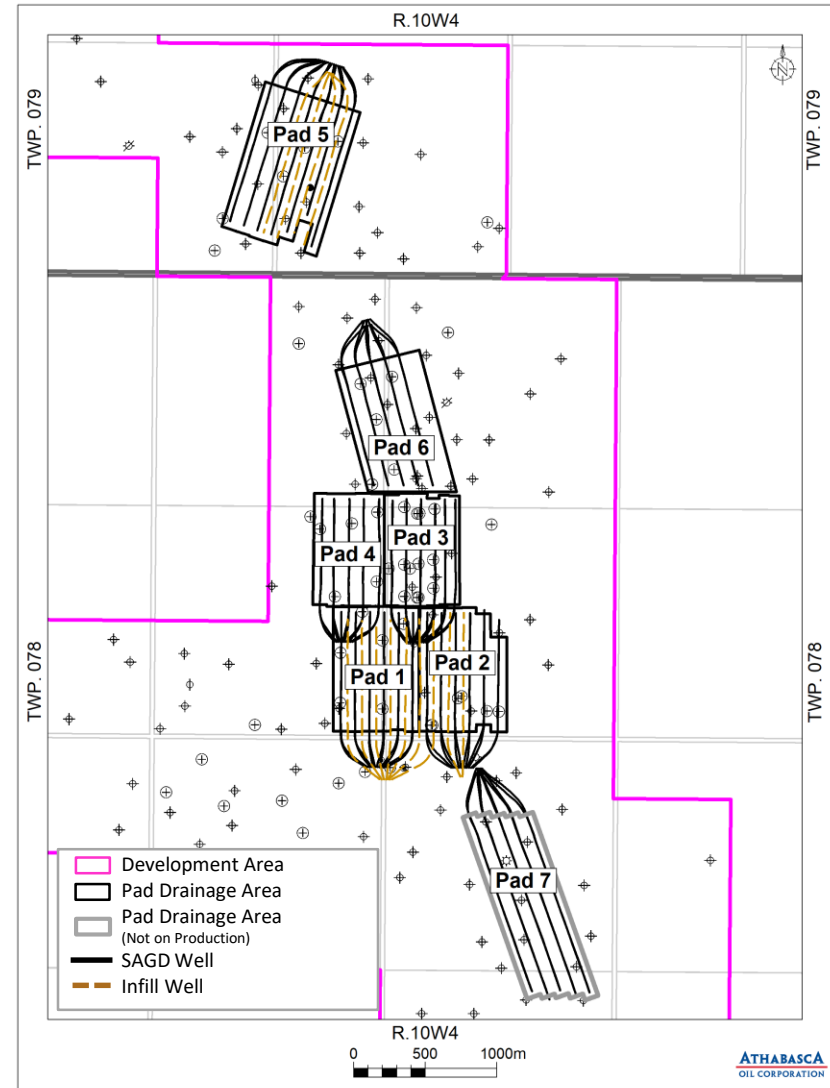 R.10W4
N
TWP. 079
TWP. 079
Pad 5
Pad 6
Pad 4
Pad 3
Pad 1
Pad 2
TWP. 078
TWP. 078
Pad 7
Development Area
Pad Drainage Area
Pad Drainage Area
(Not on Production)
SAGD Well
Infill Well
R.10W4
0 500 1000m
ATHABASCA
OIL CORPORATION